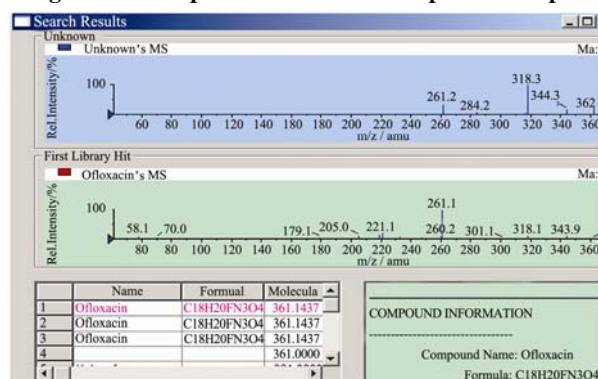 Search Results
Unknown
Unknown's MS
Ma:
Rel.Intensity/%
100
261.2
284.2
318.3
344.3
362
60 80 100 120 140 160 180 200 220 240 260 280 300 320 340 360
m/z / amu
First Library Hit
Ofloxacin's MS
Ma:
Rel.Intensity/%
100
58.1
70.0
179.1
205.0
221.1
261.1
260.2
301.1
318.1
343.9
80 80 100 120 140 160 180 200 220 240 260 280 300 320 340 360
m/z / amu
Name Formual Molecula
1 Ofloxacin C18H20FN3O4 361.1437
2 Ofloxacin C18H20FN3O4 361.1437
3 Ofloxacin C18H20FN3O4 361.1437
4 361.0000
COMPOUND INFORMATION
--------------------------------
Compound Name: Ofloxacin
Formula: C18H20FN3O4